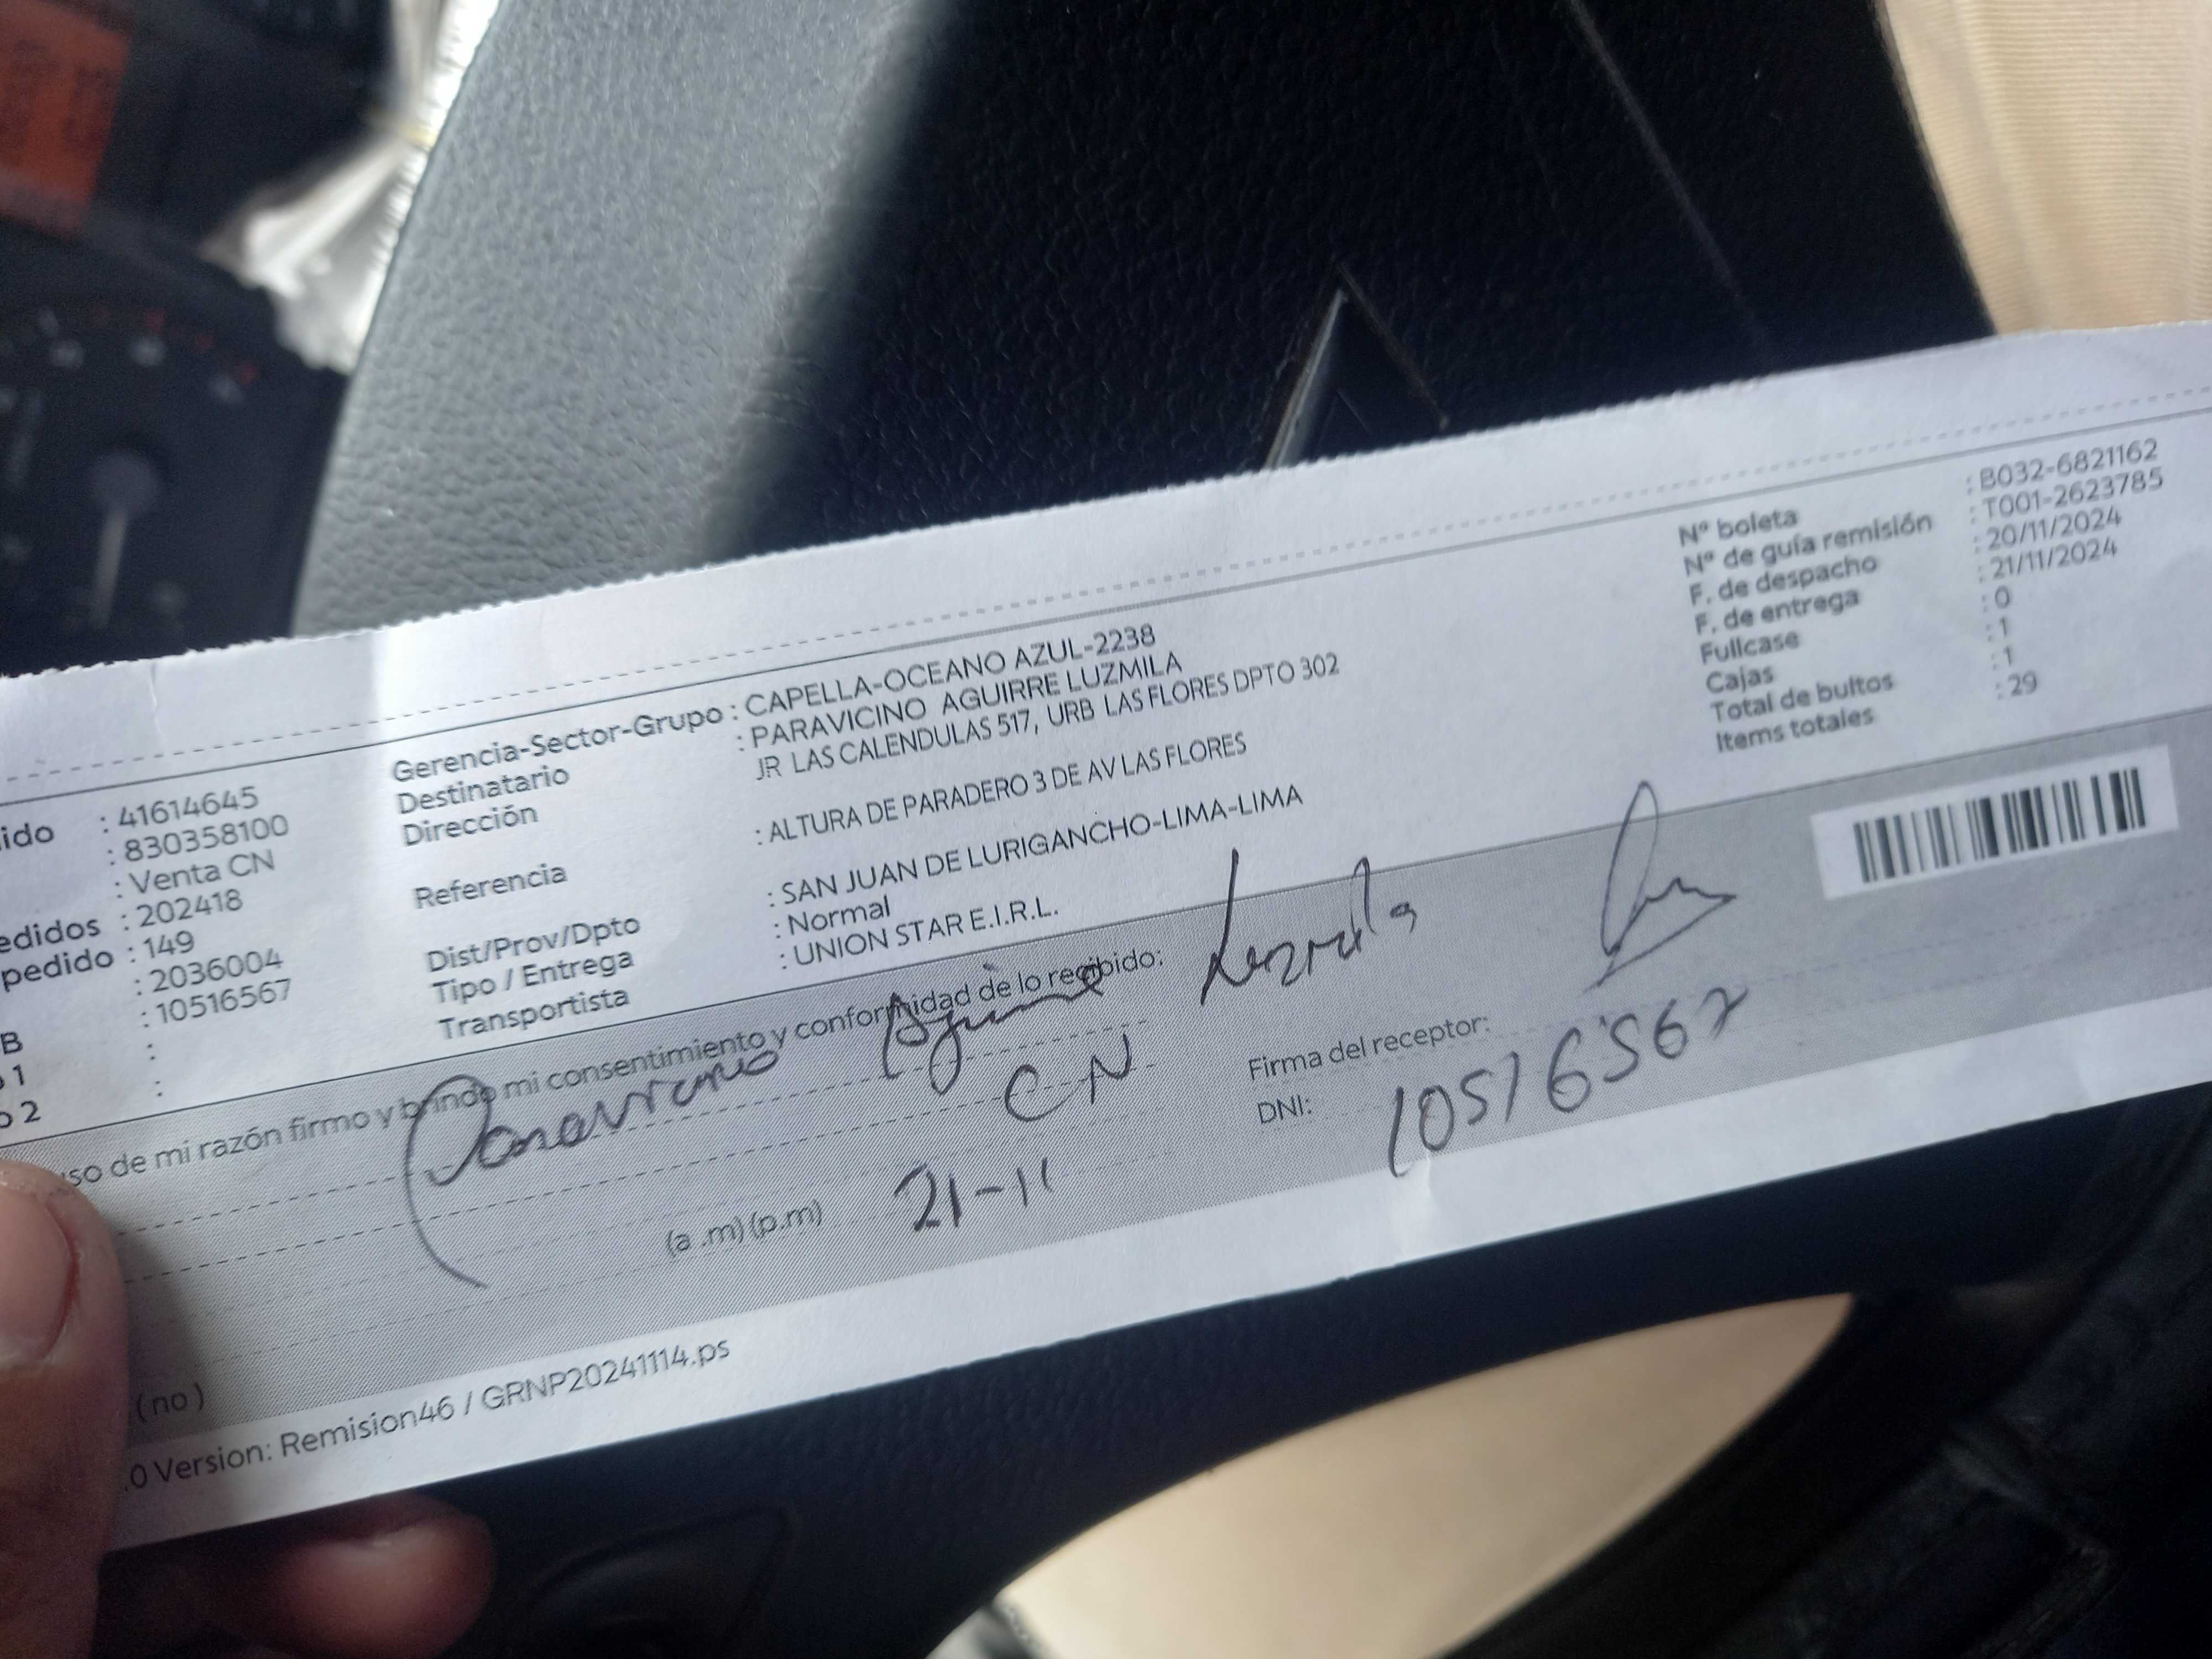 ido : 41614645
: 830358100
: Venta CN
edidos : 202418
pedido : 149
: 2036004
B : 10516567
o 1 :
o 2 :
Gerencia-Sector-Grupo : CAPELLA-OCEANO AZUL-2238
Destinatario : PARAVICINO AGUIRRE LUZMILA
Dirección JR LAS CALENDULAS 517, URB LAS FLORES DPTO 302
Referencia : ALTURA DE PARADERO 3 DE AV LAS FLORES
Dist/Prov/Dpto : SAN JUAN DE LURIGANCHO-LIMA-LIMA
Tipo / Entrega : Normal
Transportista : UNION STAR E.I.R.L.
N° boleta : B032-6821162
N° de guía remisión : T001-2623785
F. de despacho : 20/11/2024
F. de entrega : 21/11/2024
Fullcase : 0
Cajas : 1
Total de bultos : 1
Items totales : 29
uso de mi razón firmo y brindo mi consentimiento y conformidad de lo recibido:
Paravicino Aguirre Luzmila
CN
Firma del receptor:
DNI: 10516567
(a .m) (p.m) 21-11
(no)
.0 Version: Remision46 / GRNP20241114.ps